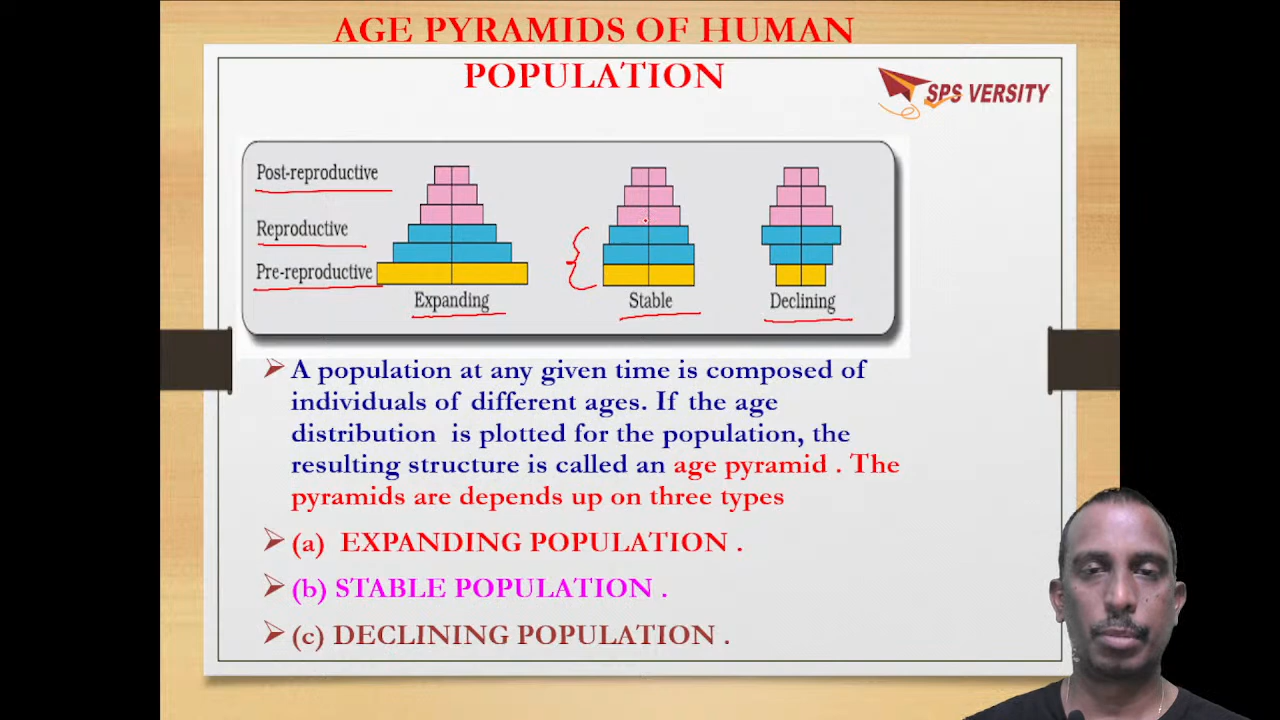 AGE PYRAMIDS OF HUMAN
POPULATION
SPS VERSITY
Post-reproductive
Reproductive
Pre-reproductive
Expanding
Stable
Declining
A population at any given time is composed of
individuals of different ages. If the age
distribution is plotted for the population, the
resulting structure is called an age pyramid . The
pyramids are depends up on three types
(a) EXPANDING POPULATION .
(b) STABLE POPULATION .
(c) DECLINING POPULATION .